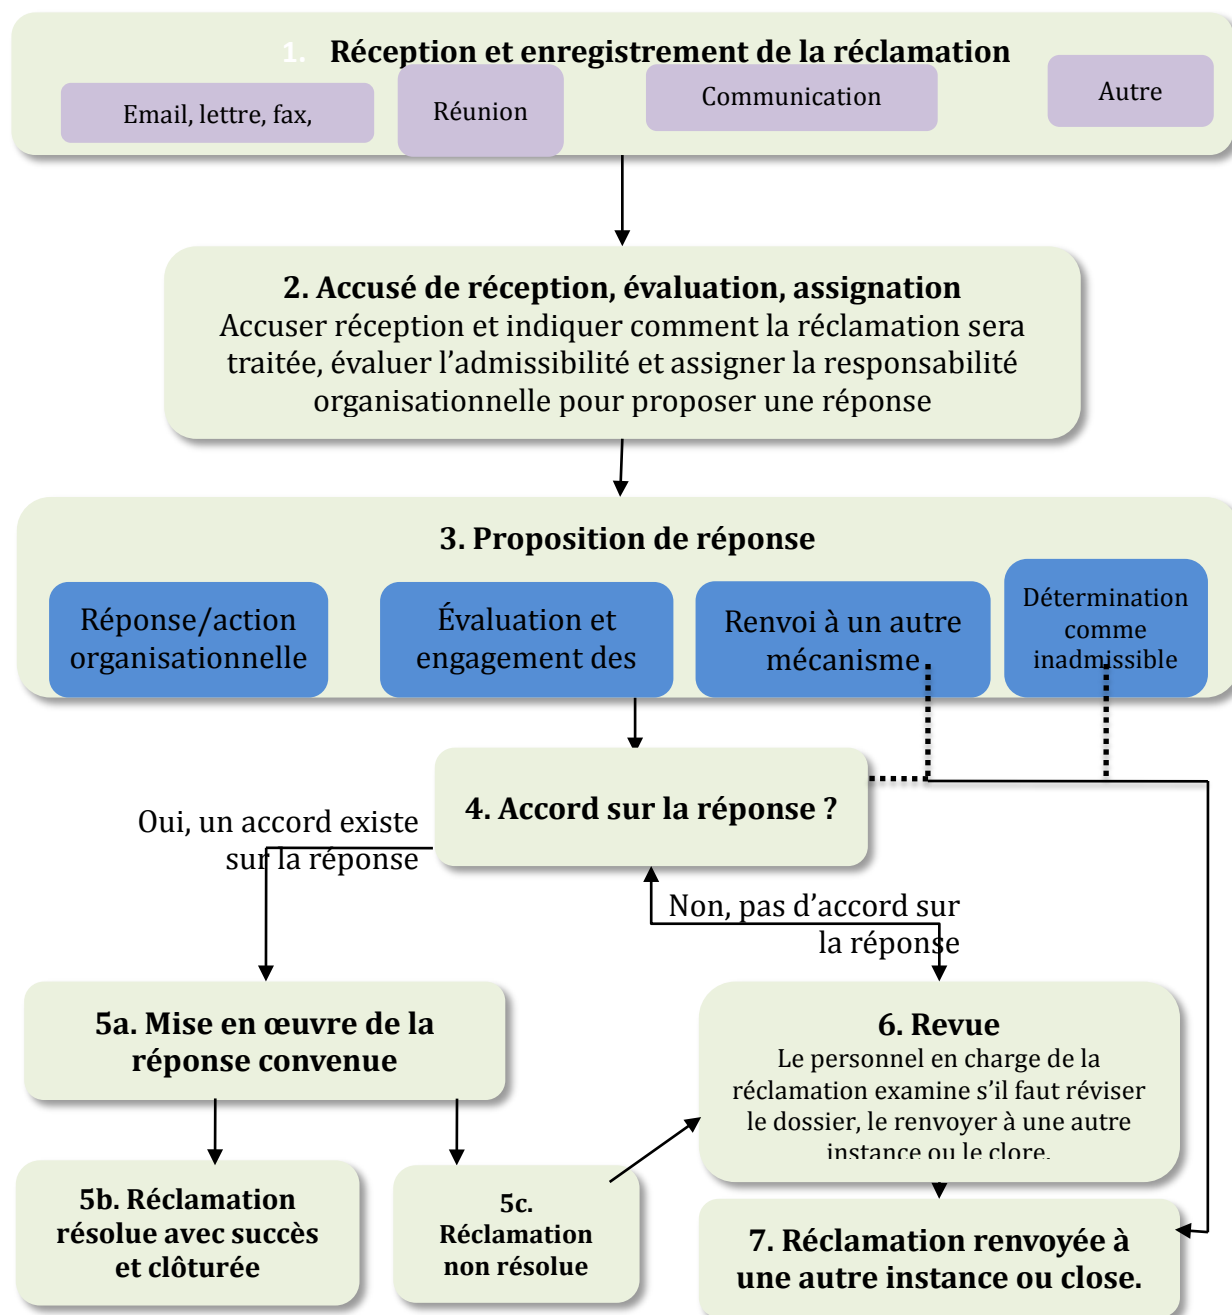 1. Réception et enregistrement de la réclamation
Email, lettre, fax,
Réunion
Communication
Autre
2. Accusé de réception, évaluation, assignation
Accuser réception et indiquer comment la réclamation sera
traitée, évaluer l’admissibilité et assigner la responsabilité
organisationnelle pour proposer une réponse
3. Proposition de réponse
Réponse/action
organisationnelle
Évaluation et
engagement des
Renvoi à un autre
mécanisme
Détermination
comme
inadmissible
4. Accord sur la réponse ?
Oui, un accord existe
sur la réponse
Non, pas d’accord sur
la réponse
5a. Mise en œuvre de la
réponse convenue
6. Revue
Le personnel en charge de la
réclamation examine s’il faut réviser
le dossier, le renvoyer à une autre
instance ou le clore.
5b. Réclamation
résolue avec succès
et clôturée
5c.
Réclamation
non résolue
7. Réclamation renvoyée à
une autre instance ou close.